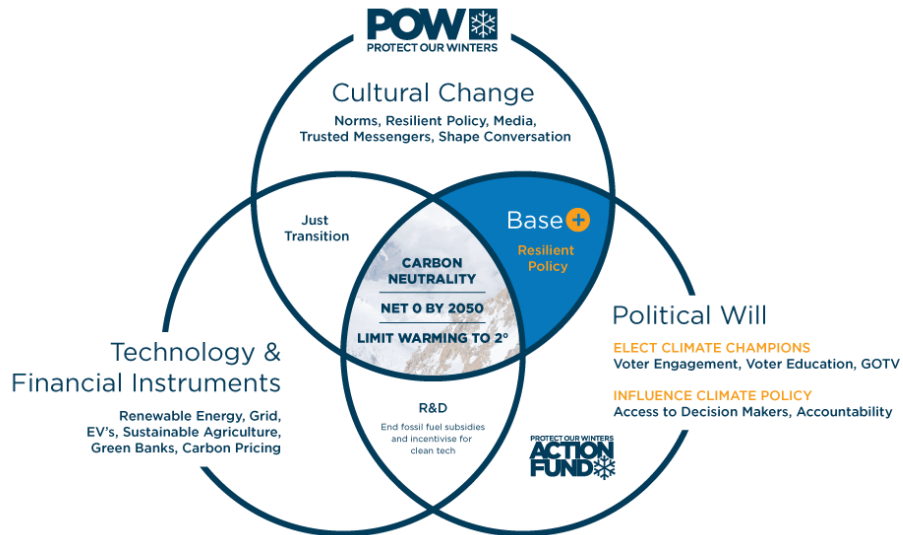 POW
PROTECT OUR WINTERS
Cultural Change
Norms, Resilient Policy, Media,
Trusted Messengers, Shape Conversation
Just
Transition
Base +
Resilient
Policy
CARBON
NEUTRALITY
NET 0 BY 2050
LIMIT WARMING TO 2°
Technology &
Financial Instruments
Renewable Energy, Grid,
EV's, Sustainable Agriculture,
Green Banks, Carbon Pricing
Political Will
ELECT CLIMATE CHAMPIONS
Voter Engagement, Voter Education, GOTV
INFLUENCE CLIMATE POLICY
Access to Decision Makers, Accountability
R&D
End fossil fuel subsidies
and incentivise for
clean tech
PROTECT OUR WINTERS
ACTION
FUND